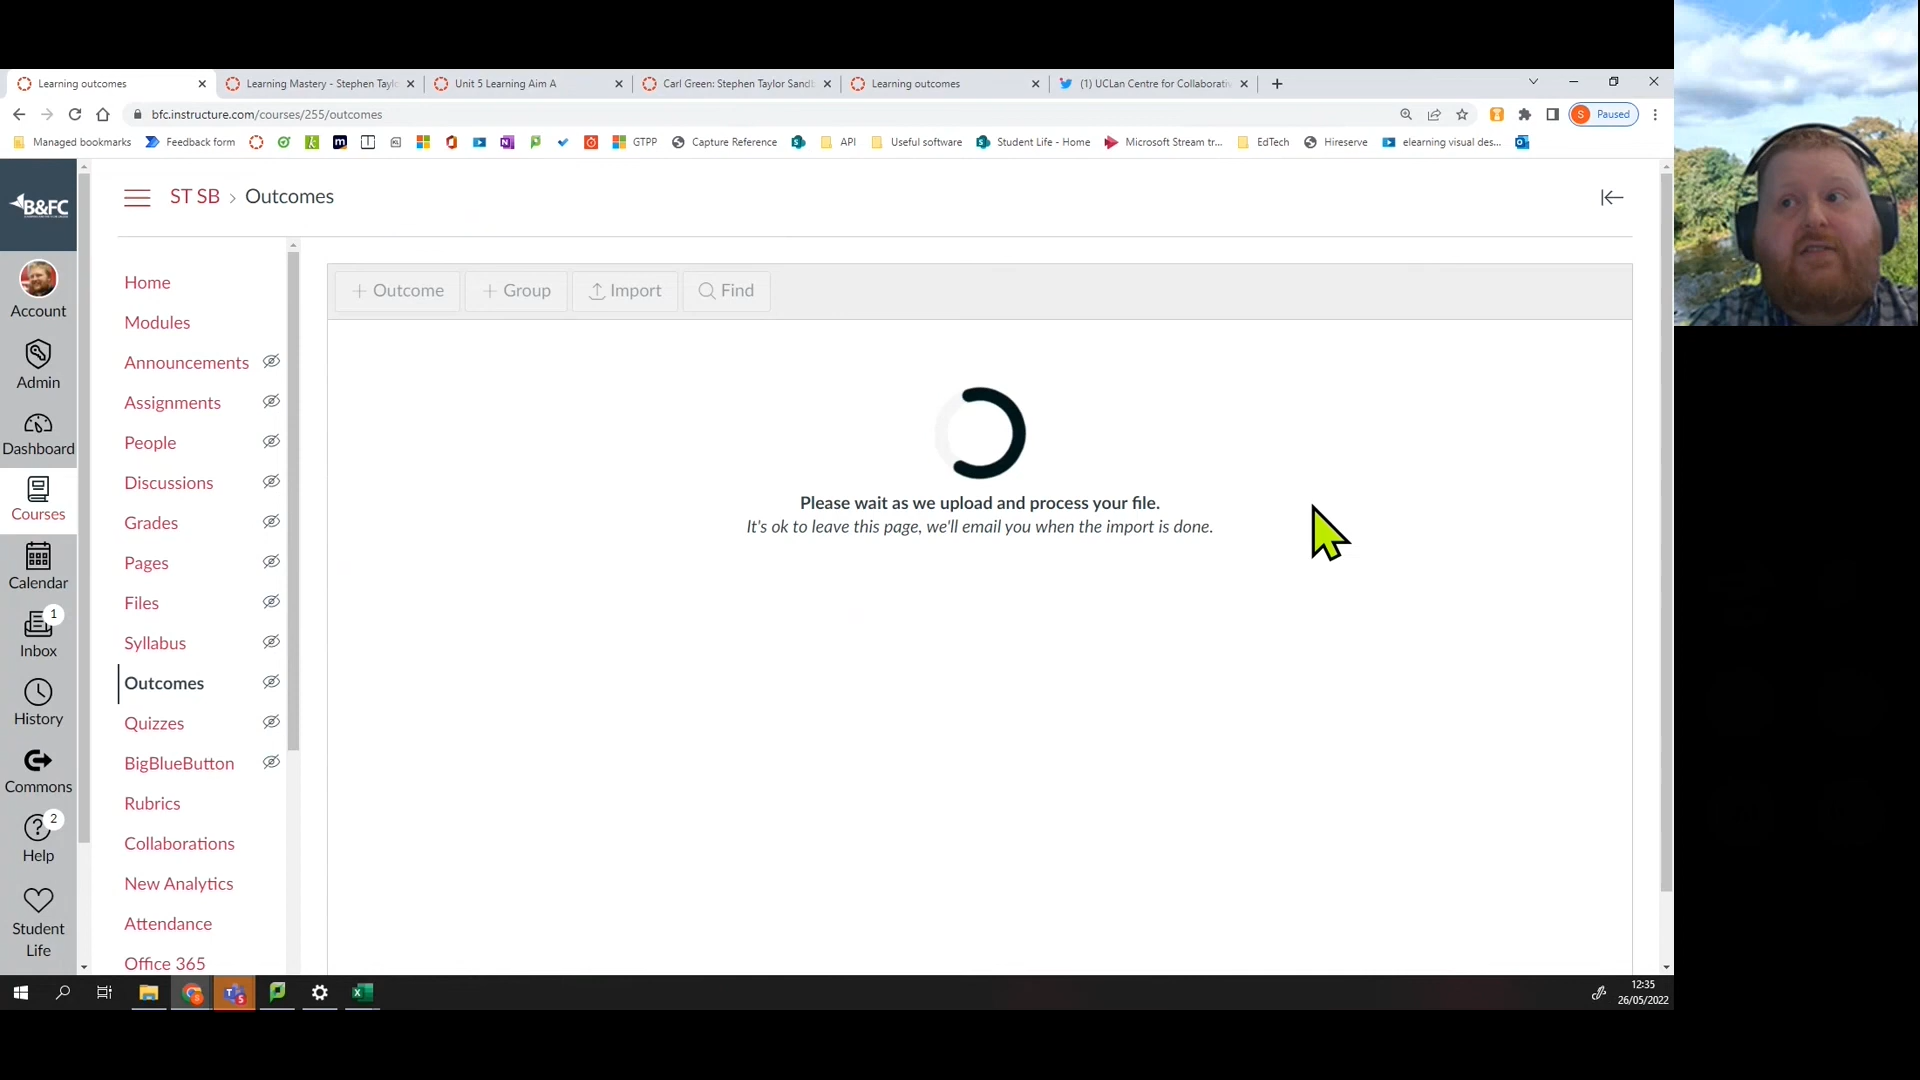 Learning outcomes
Learning Mastery - Stephen Taylo
Unit 5 Learning Aim A
Carl Green: Stephen Taylor Sandb
Learning outcomes
(1) UCLan Centre for Collaborativ
bfc.instructure.com/courses/255/outcomes
S Paused
Managed bookmarks
Feedback form
GTPP
Capture Reference
API
Useful software
Student Life - Home
Microsoft Stream tr...
EdTech
Hireserve
elearning visual des...
B&FC
ST SB > Outcomes
Account
Admin
Dashboard
Courses
Calendar
1
Inbox
History
Commons
2
Help
Student
Life
Home
Modules
Announcements
Assignments
People
Discussions
Grades
Pages
Files
Syllabus
Outcomes
Quizzes
BigBlueButton
Rubrics
Collaborations
New Analytics
Attendance
Office 365
+ Outcome
+ Group
Import
Find
Please wait as we upload and process your file.
It's ok to leave this page, we'll email you when the import is done.
12:35
26/05/2022